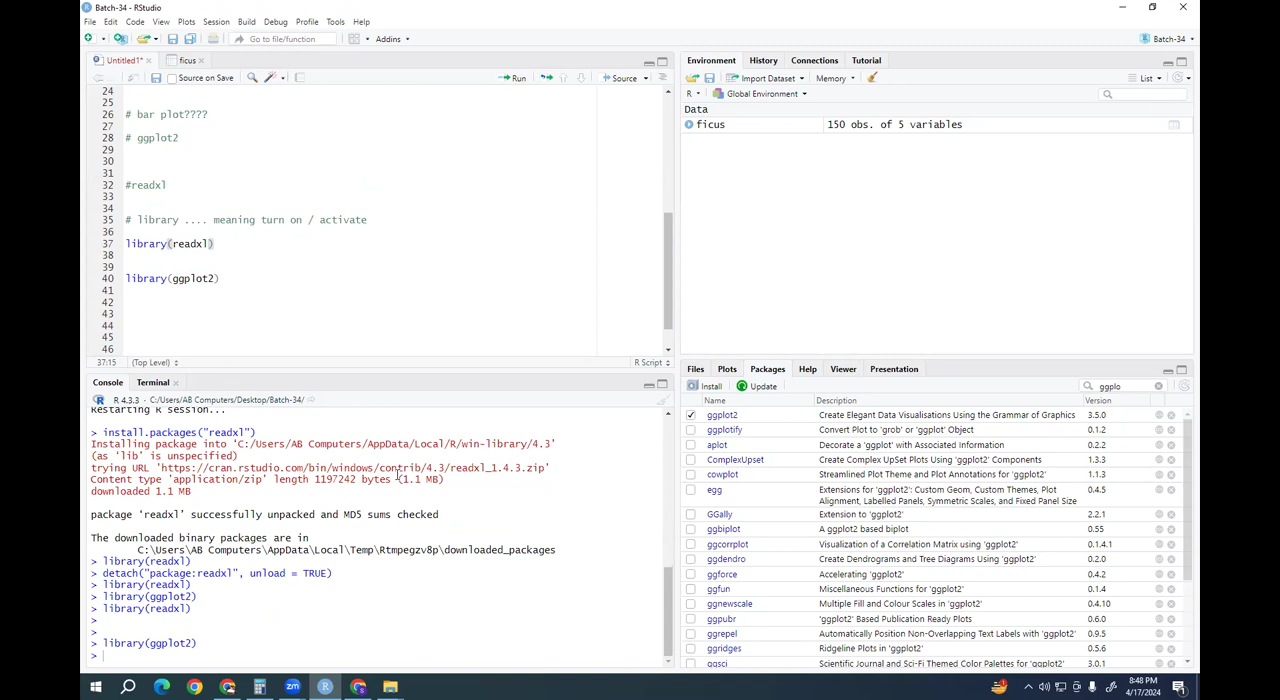 Batch-34 - RStudio
File Edit Code View Plots Session Build Debug Profile Tools Help
Go to file/function
Addins
Batch-34
Untitled1*
ficus
Source on Save
Run
Source
24
25
26 # bar plot????
27
28 # ggplot2
29
30
31
32 #readxl
33
34
35 # library .... meaning turn on / activate
36
37 library(readxl)
38
39
40 library(ggplot2)
41
42
43
44
45
46
37:15 (Top Level) R Script
Console Terminal
R 4.3.3 · C:/Users/AB Computers/Desktop/Batch-34/
Restarting R session...
> install.packages("readxl")
Installing package into ‘C:/Users/AB Computers/AppData/Local/R/win-library/4.3’
(as ‘lib’ is unspecified)
trying URL 'https://cran.rstudio.com/bin/windows/contrib/4.3/readxl_1.4.3.zip'
Content type 'application/zip' length 1197242 bytes (1.1 MB)
downloaded 1.1 MB
package ‘readxl’ successfully unpacked and MD5 sums checked
The downloaded binary packages are in
C:\Users\AB Computers\AppData\Local\Temp\Rtmpegzv8p\downloaded_packages
> library(readxl)
> detach("package:readxl", unload = TRUE)
> library(readxl)
> library(ggplot2)
> library(readxl)
>
>
> library(ggplot2)
>
Environment History Connections Tutorial
Import Dataset Memory List
R Global Environment
Data
ficus 150 obs. of 5 variables
Files Plots Packages Help Viewer Presentation
Install Update ggplo
Name Description Version
ggplot2 Create Elegant Data Visualisations Using the Grammar of Graphics 3.5.0
ggplotify Convert Plot to 'grob' or 'ggplot' Object 0.1.2
aplot Decorate a 'ggplot' with Associated Information 0.2.2
ComplexUpset Create Complex UpSet Plots Using 'ggplot2' Components 1.3.3
cowplot Streamlined Plot Theme and Plot Annotations for 'ggplot2' 1.1.3
egg Extensions for 'ggplot2': Custom Geom, Custom Themes, Plot Alignment, Labelled Panels, Symmetric Scales, and Fixed Panel Size 0.4.5
GGally Extension to 'ggplot2' 2.2.1
ggbiplot A ggplot2 based biplot 0.55
ggcorrplot Visualization of a Correlation Matrix using 'ggplot2' 0.1.4.1
ggdendro Create Dendrograms and Tree Diagrams Using 'ggplot2' 0.2.0
ggforce Accelerating 'ggplot2' 0.4.2
ggfun Miscellaneous Functions for 'ggplot2' 0.1.4
ggnewscale Multiple Fill and Colour Scales in 'ggplot2' 0.4.10
ggpubr 'ggplot2' Based Publication Ready Plots 0.6.0
ggrepel Automatically Position Non-Overlapping Text Labels with 'ggplot2' 0.9.5
ggridges Ridgeline Plots in 'ggplot2' 0.5.6
ggsci Scientific Journal and Sci-Fi Themed Color Palettes for 'ggplot2' 3.0.1
8:48 PM
4/17/2024